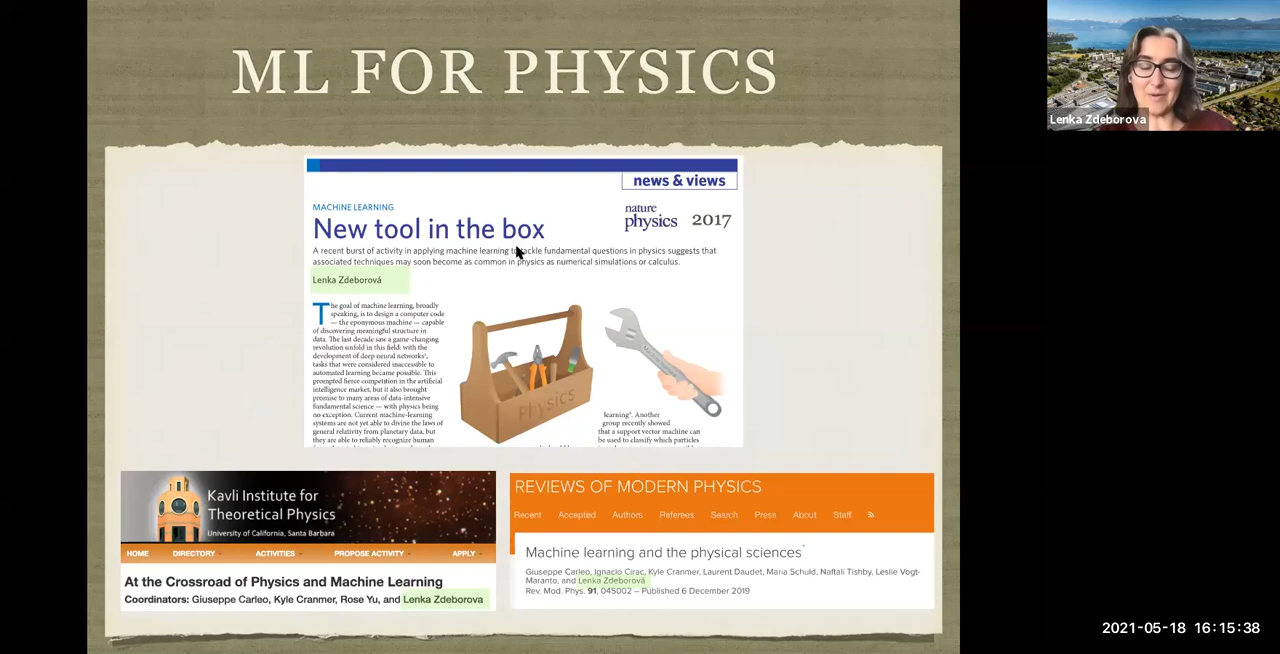 ML FOR PHYSICS
Lenka Zdeborova
news & views
MACHINE LEARNING
New tool in the box
nature
physics 2017
A recent burst of activity in applying machine learning to tackle fundamental questions in physics suggests that
associated techniques may soon become as common in physics as numerical simulations or calculus.
Lenka Zdeborová
The goal of machine learning, broadly
speaking, is to design a computer code
— the eponymous machine — capable
of discovering meaningful structure in
data. The last decade saw a game-changing
revolution unfold in this field: with the
development of deep neural networks¹,
tasks that were considered inaccessible to
automated learning became possible. This
prompted fierce competition in the artificial
intelligence market, but it also brought
promise to many areas of data-intensive
fundamental science — with physics being
no exception. Current machine-learning
systems are not yet able to divine the laws of
general relativity from planetary data, but
they are able to reliably recognize human
Physics
learning⁶. Another
group recently showed
that a support vector machine can
be used to classify which particles
Kavli Institute for
Theoretical Physics
University of California, Santa Barbara
HOME DIRECTORY ACTIVITIES PROPOSE ACTIVITY APPLY
At the Crossroad of Physics and Machine Learning
Coordinators: Giuseppe Carleo, Kyle Cranmer, Rose Yu, and Lenka Zdeborova
REVIEWS OF MODERN PHYSICS
Recent Accepted Authors Referees Search Press About Staff
Machine learning and the physical sciences*
Giuseppe Carleo, Ignacio Cirac, Kyle Cranmer, Laurent Daudet, Maria Schuld, Naftali Tishby, Leslie Vogt-
Maranto, and Lenka Zdeborová
Rev. Mod. Phys. 91, 045002 – Published 6 December 2019
2021-05-18 16:15:38